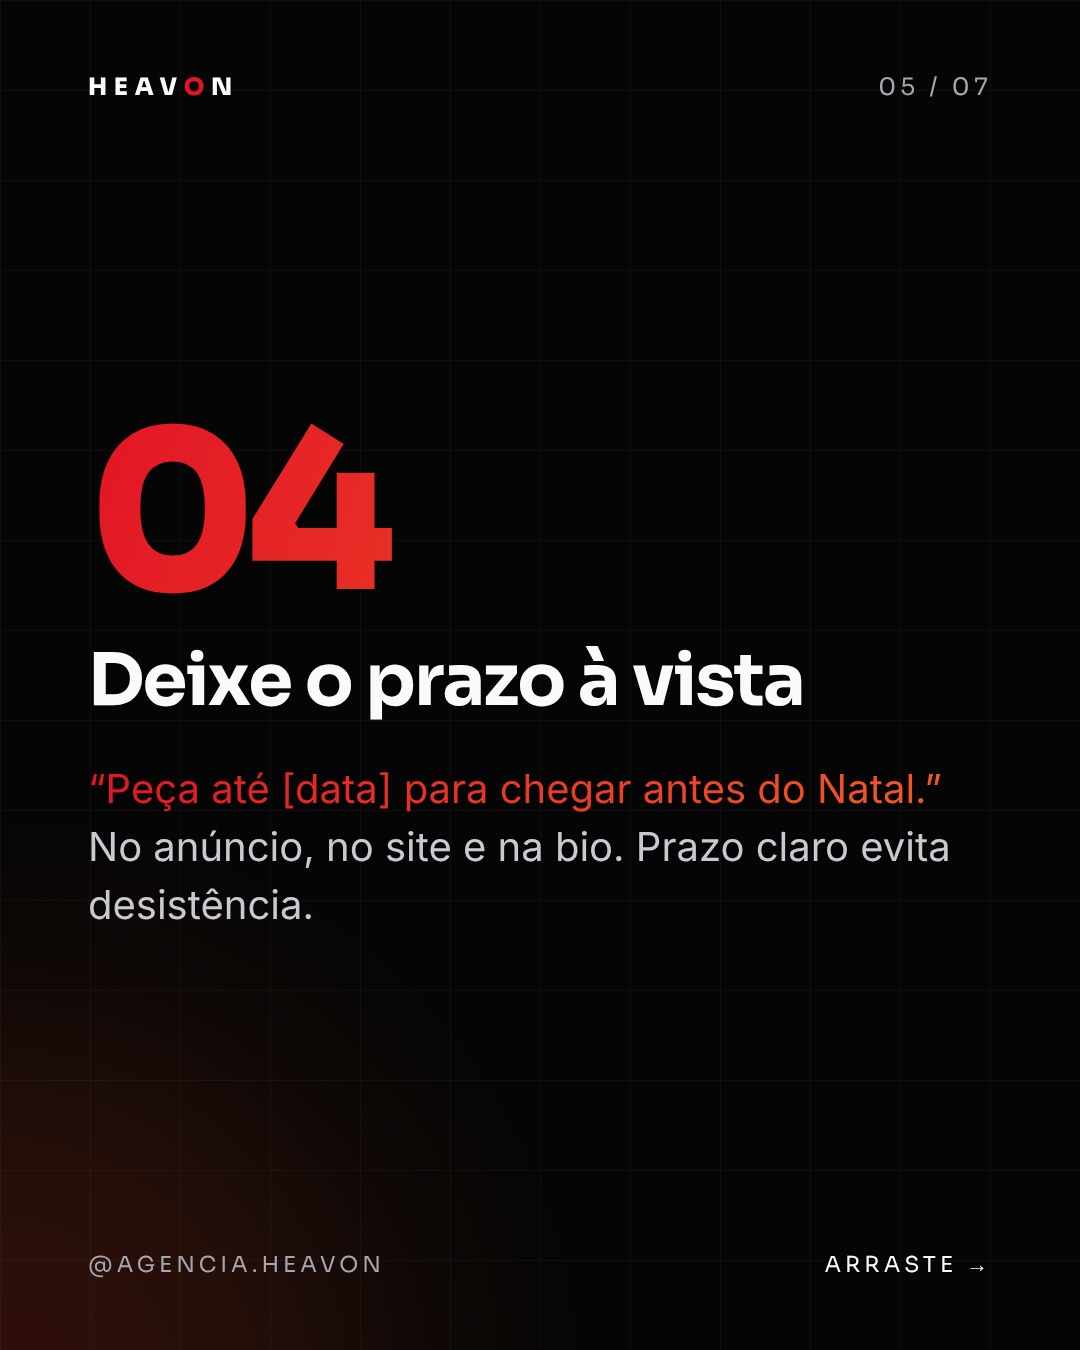 HEAVON
05 / 07
04
Deixe o prazo à vista
“Peça até [data] para chegar antes do Natal.”
No anúncio, no site e na bio. Prazo claro evita
desistência.
@AGENCIA.HEAVON
ARRASTE →